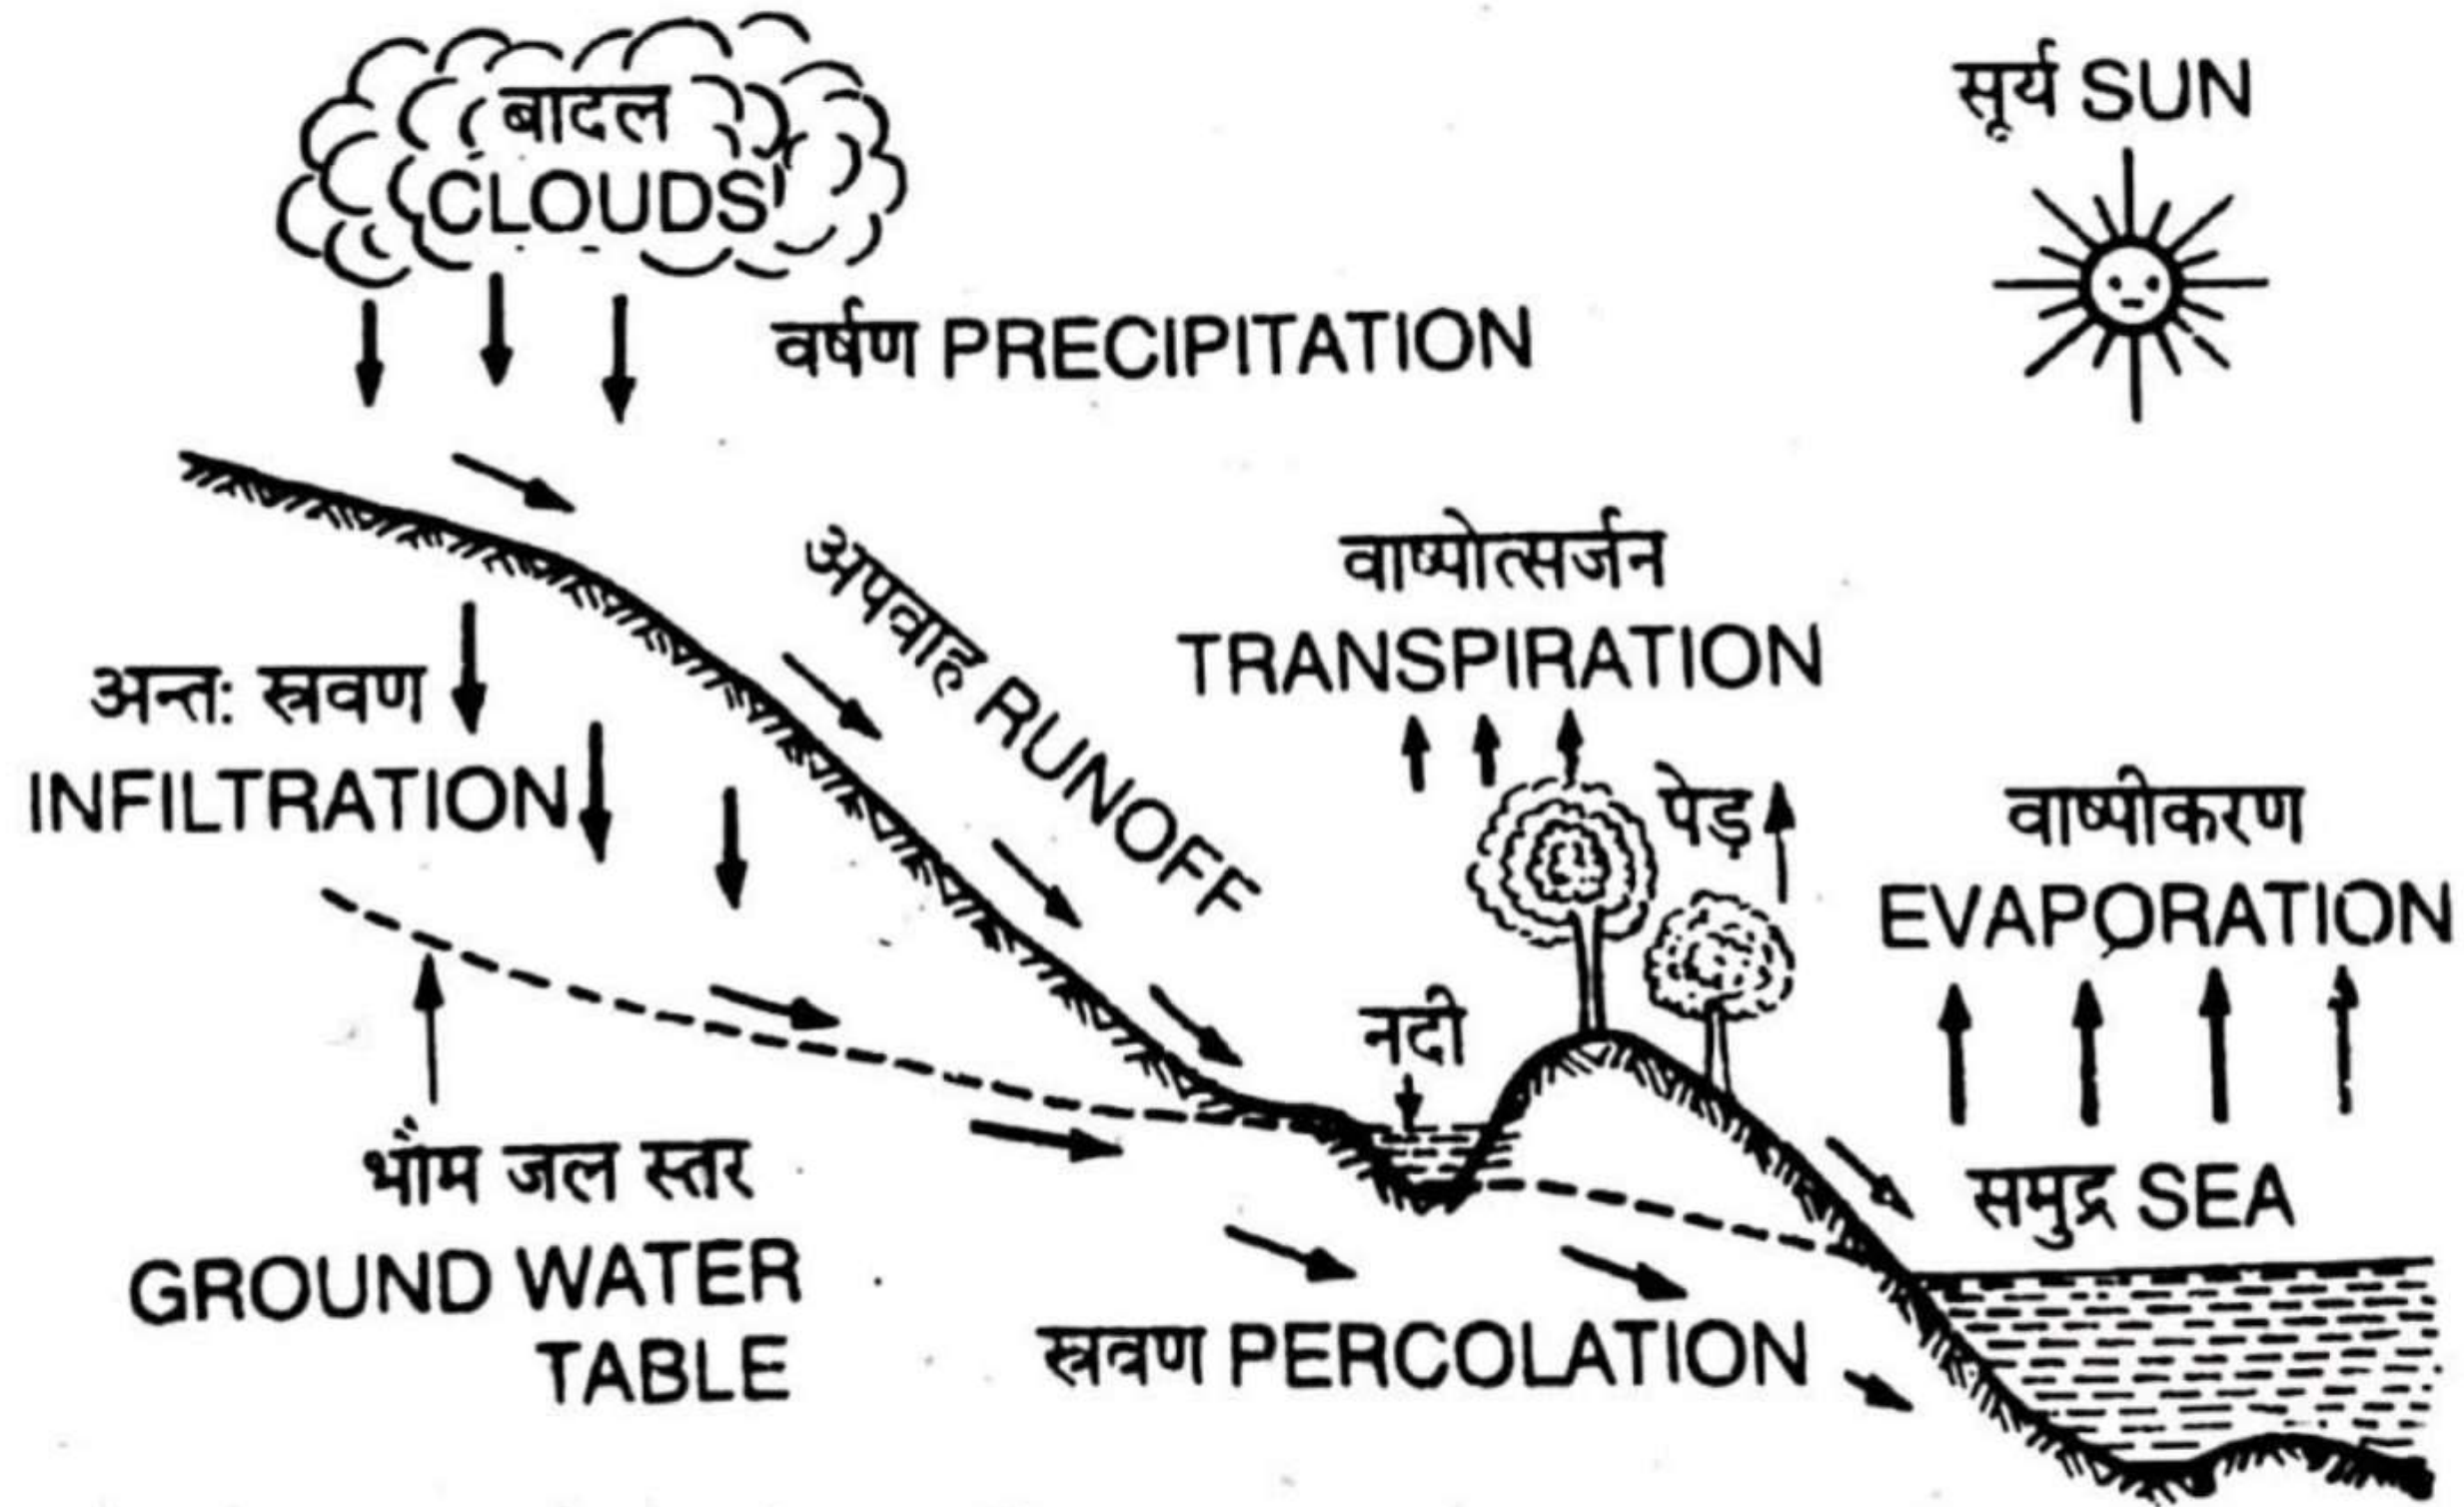 बादल
CLOUDS
सूर्य SUN
वर्षण PRECIPITATION
अपवाह RUNOFF
वाष्पोत्सर्जन
TRANSPIRATION
अन्त: स्रवण
INFILTRATION
पेड़
वाष्पीकरण
EVAPORATION
नदी
भौंम जल स्तर
GROUND WATER
TABLE
समुद्र SEA
स्रवण PERCOLATION